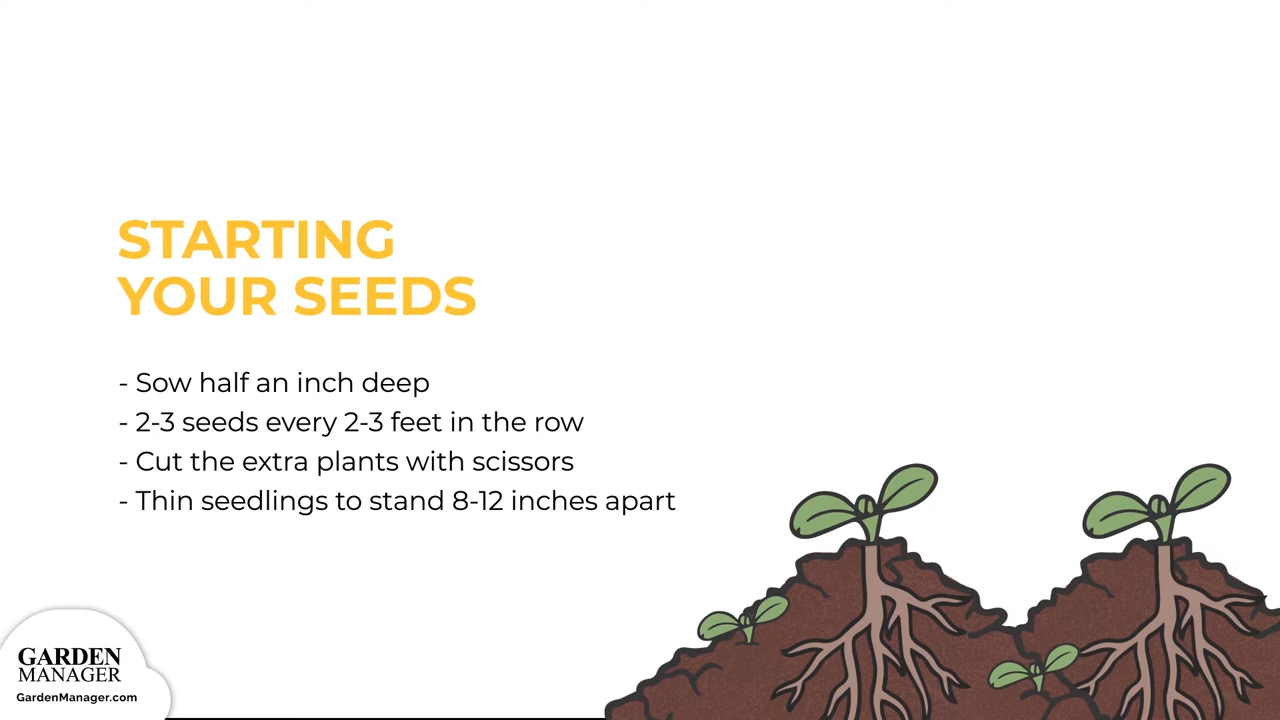 STARTING
YOUR SEEDS
- Sow half an inch deep
- 2-3 seeds every 2-3 feet in the row
- Cut the extra plants with scissors
- Thin seedlings to stand 8-12 inches apart
GARDEN
MANAGER
GardenManager.com